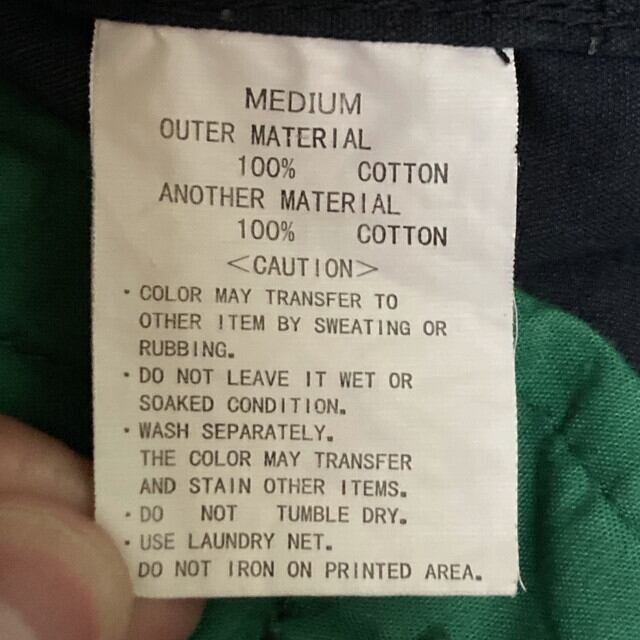 MEDIUM
OUTER MATERIAL
100% COTTON
ANOTHER MATERIAL
100% COTTON
<CAUTION>
・COLOR MAY TRANSFER TO
OTHER ITEM BY SWEATING OR
RUBBING。
・DO NOT LEAVE IT WET OR
SOAKED CONDITION。
・WASH SEPARATELY。
THE COLOR MAY TRANSFER
AND STAIN OTHER ITEMS。
・DO NOT TUMBLE DRY。
・USE LAUNDRY NET。
DO NOT IRON ON PRINTED AREA。